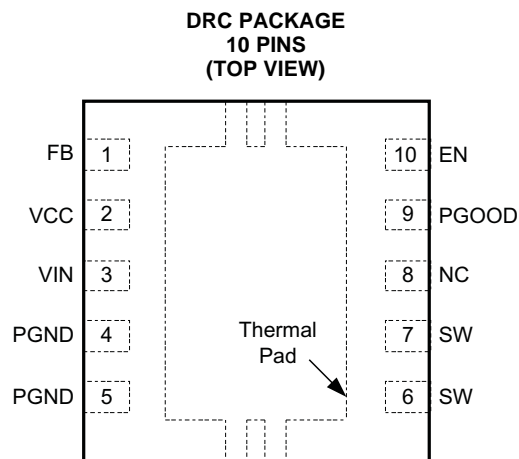 DRC PACKAGE
10 PINS
(TOP VIEW)
FB 1 10 EN
VCC 2 9 PGOOD
VIN 3 8 NC
PGND 4 7 SW
PGND 5 6 SW
Thermal
Pad